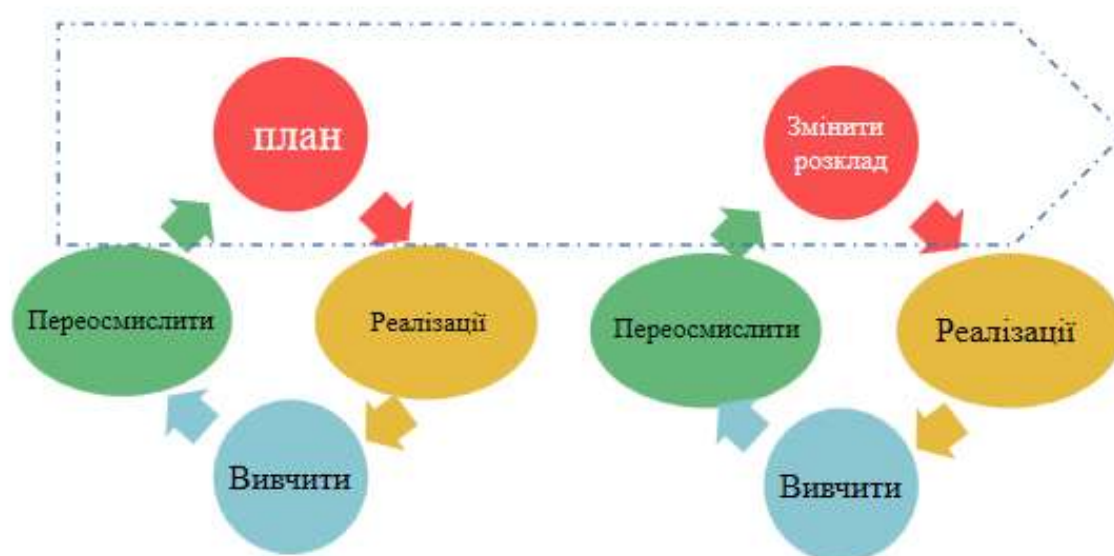 план
Змінити
розклад
Переосмислити
Реалізації
Переосмислити
Реалізації
Вивчити
Вивчити